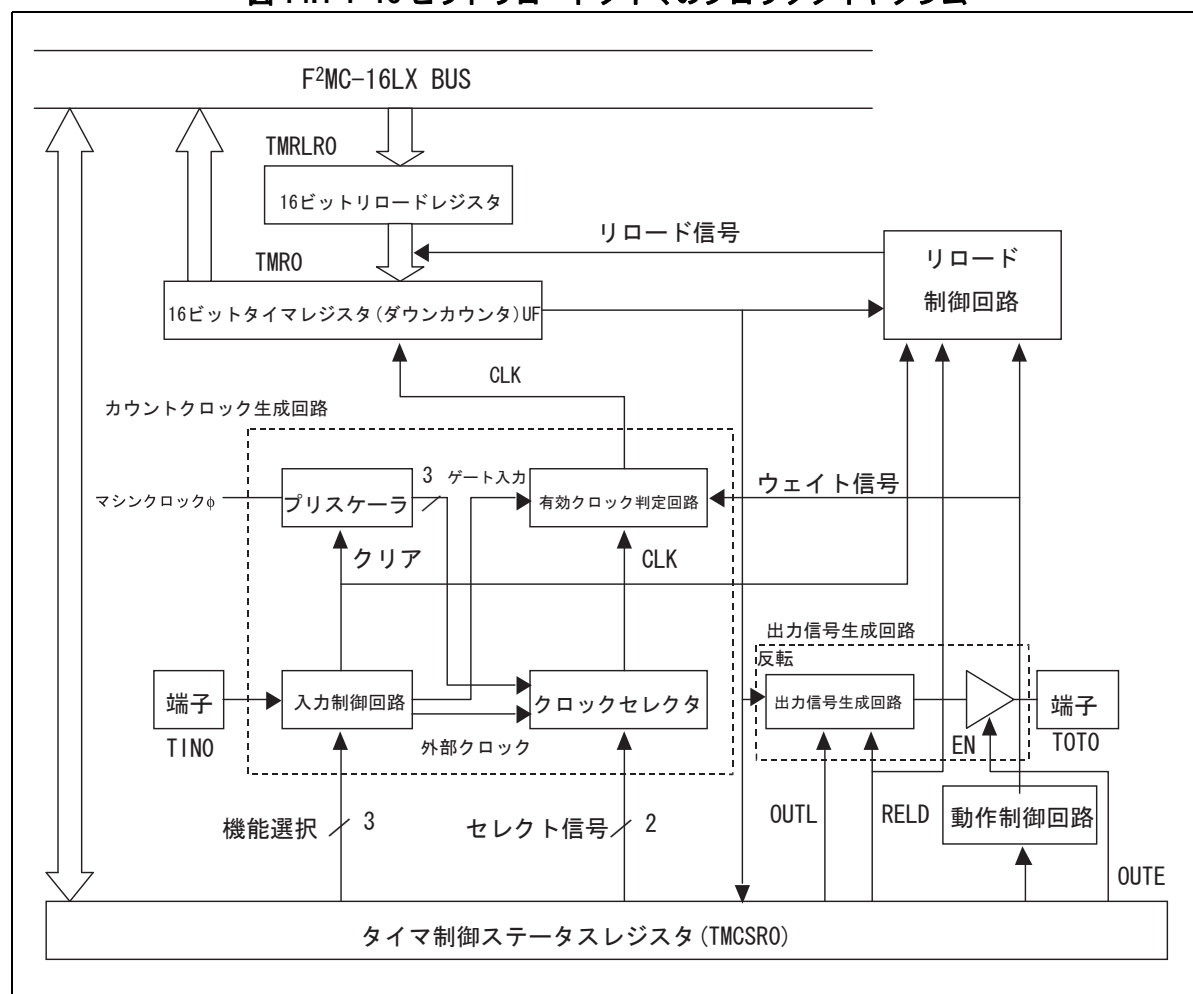 F²MC-16LX BUS
TMRLR0
16ビットリロードレジスタ
リロード信号
リロード
制御回路
TMR0
16ビットタイマレジスタ(ダウンカウンタ)UF
CLK
カウントクロック生成回路
3
ゲート入力
マシンクロックφ
プリスケーラ
有効クロック判定回路
ウェイト信号
クリア
CLK
出力信号生成回路
反転
端子
入力制御回路
クロックセレクタ
出力信号生成回路
端子
TIN0
外部クロック
EN
TOT0
機能選択
3
セレクト信号
2
OUTL
RELD
動作制御回路
OUTE
タイマ制御ステータスレジスタ(TMCSR0)